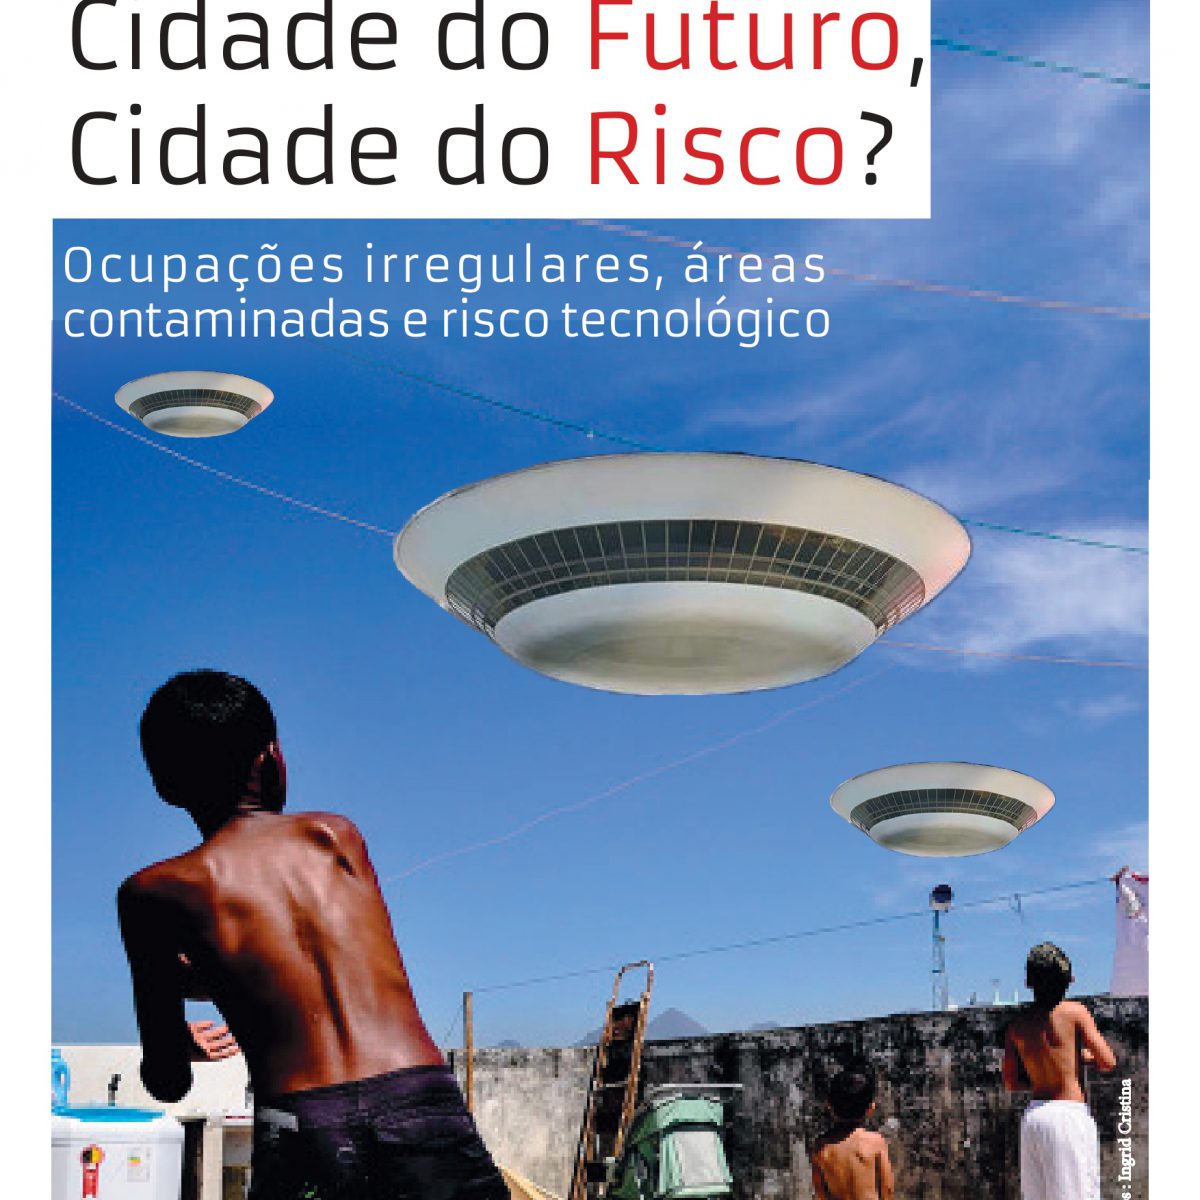 Cidade do Futuro,
Cidade do Risco?
Ocupações irregulares, áreas
contaminadas e risco tecnológico
: Ingrid Cristina